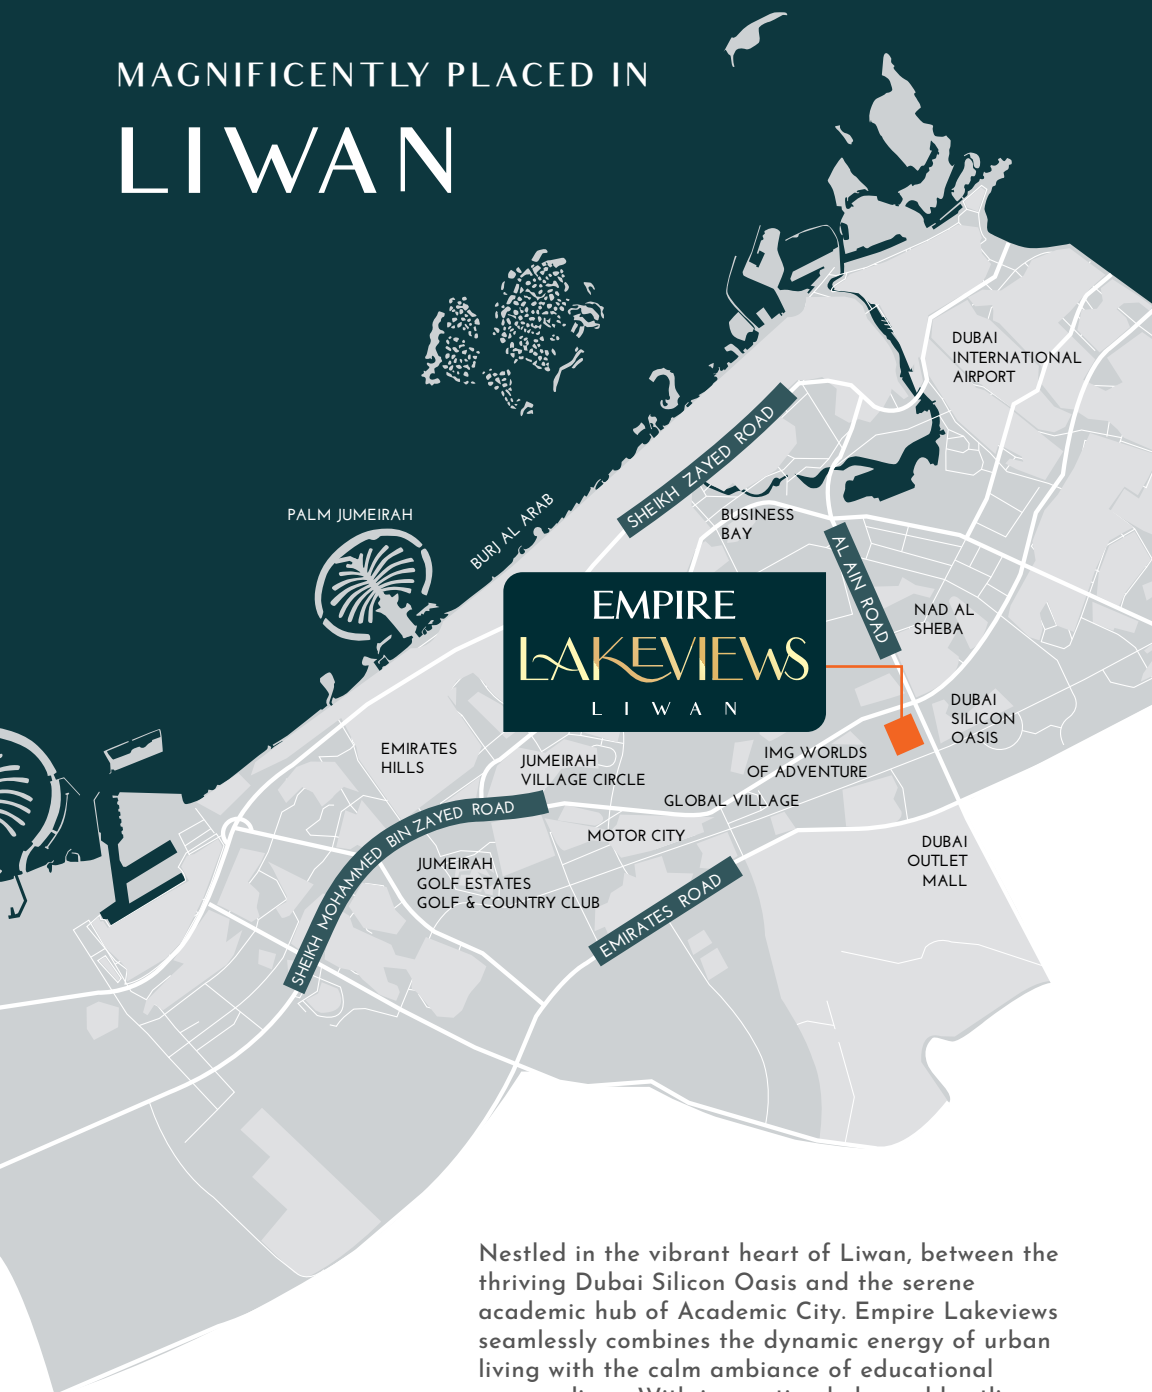 MAGNIFICENTLY PLACED IN
LIWAN
DUBAI
INTERNATIONAL
AIRPORT
SHEIKH ZAYED ROAD
PALM JUMEIRAH
BURJ AL ARAB
BUSINESS
BAY
AL AIN ROAD
EMPIRE
LAKEVIEWS
LIWAN
NAD AL
SHEBA
DUBAI
SILICON
OASIS
EMIRATES
HILLS
JUMEIRAH
VILLAGE CIRCLE
IMG WORLDS
OF ADVENTURE
GLOBAL VILLAGE
SHEIKH MOHAMMED BIN ZAYED ROAD
MOTOR CITY
DUBAI
OUTLET
MALL
JUMEIRAH
GOLF ESTATES
GOLF & COUNTRY CLUB
EMIRATES ROAD
Nestled in the vibrant heart of Liwan, between the
thriving Dubai Silicon Oasis and the serene
academic hub of Academic City. Empire Lakeviews
seamlessly combines the dynamic energy of urban
living with the calm ambiance of educational